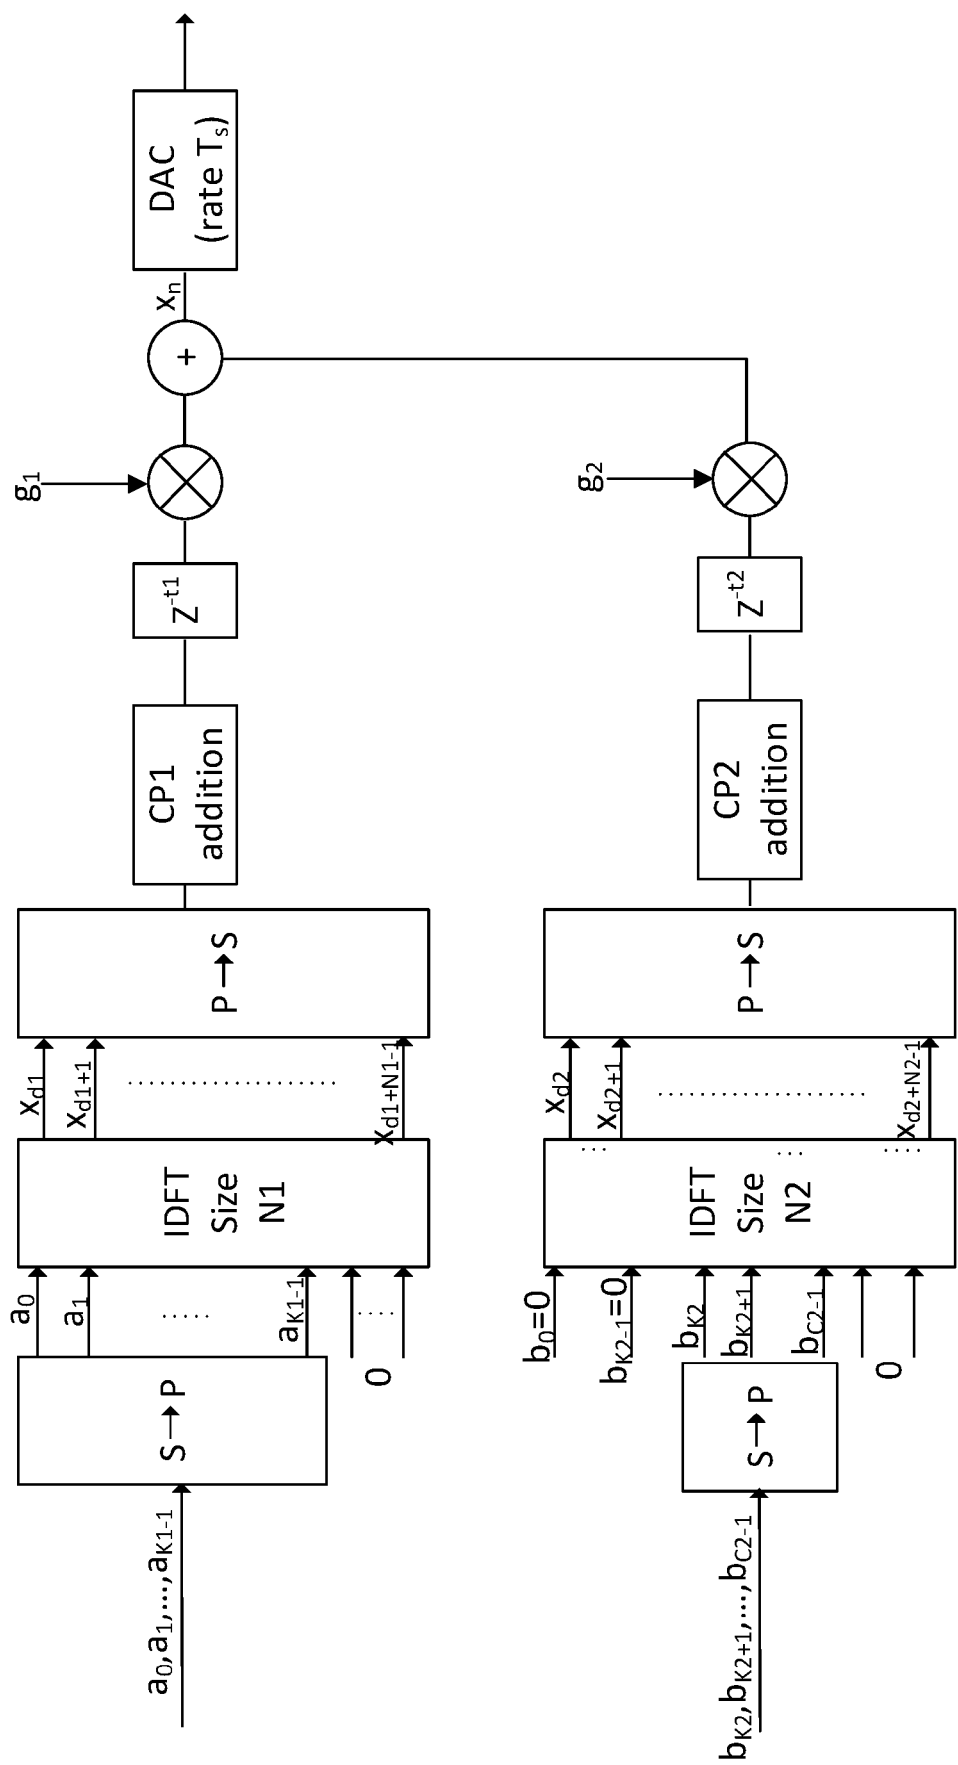 a0,a1,...,aK1-1
S→P
a0
a1
.....
aK1-1
....
0
IDFT
Size
N1
xd1
xd1+1
....................
xd1+N1-1
P→S
CP1
addition
Z-t1
g1
+
xn
DAC
(rate Ts)
bK2,bK2+1,...,bC2-1
S→P
b0=0
bK2-1=0
bK2
bK2+1
bC2-1
0
IDFT
Size
N2
...
...
....
xd2
xd2+1
....................
xd2+N2-1
P→S
CP2
addition
Z-t2
g2